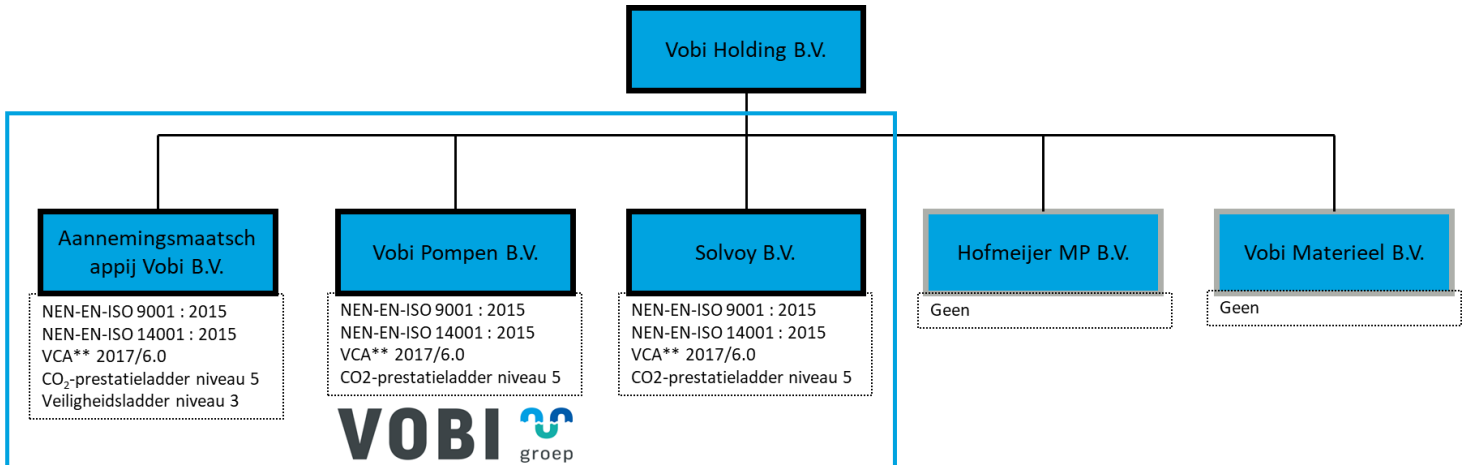 Vobi Holding B.V.
Aannemingsmaatsch
appij Vobi B.V.
NEN-EN-ISO 9001 : 2015
NEN-EN-ISO 14001 : 2015
VCA** 2017/6.0
CO₂-prestatieladder niveau 5
Veiligheidsladder niveau 3
Vobi Pompen B.V.
NEN-EN-ISO 9001 : 2015
NEN-EN-ISO 14001 : 2015
VCA** 2017/6.0
CO2-prestatieladder niveau 5
Solvoy B.V.
NEN-EN-ISO 9001 : 2015
NEN-EN-ISO 14001 : 2015
VCA** 2017/6.0
CO2-prestatieladder niveau 5
Hofmeijer MP B.V.
Geen
Vobi Materieel B.V.
Geen
VOBI
groep